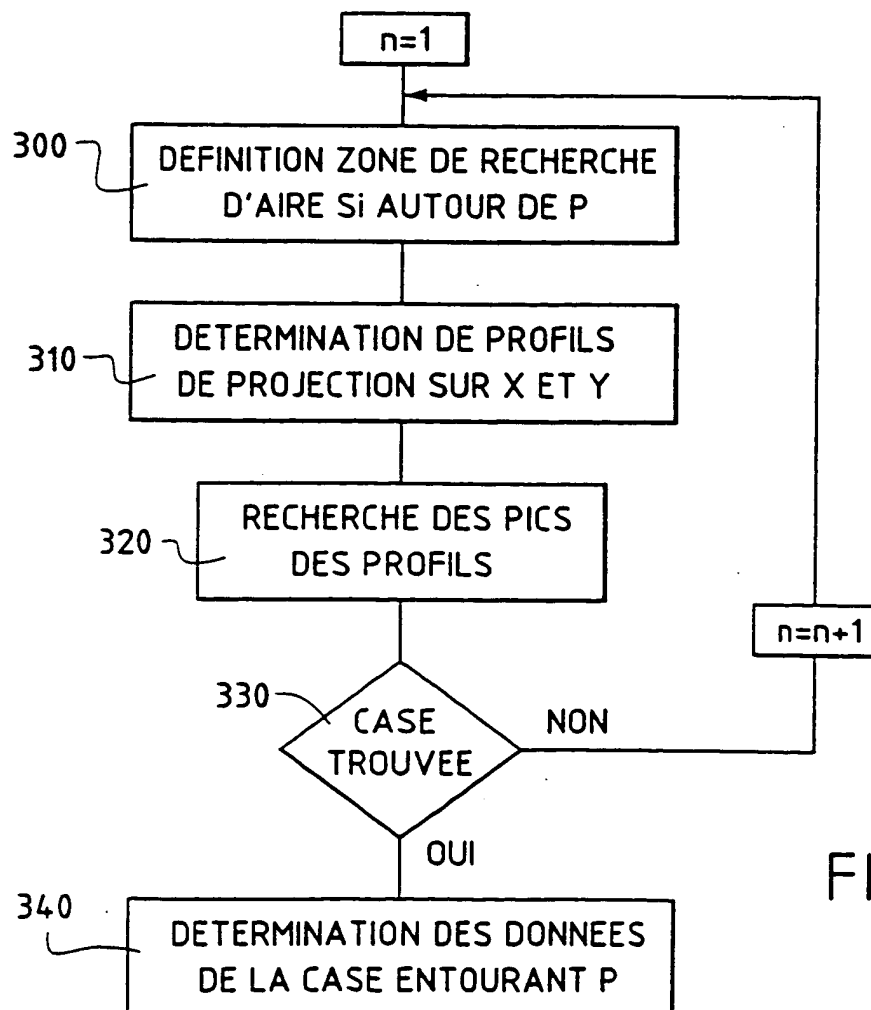 n=1
300
DEFINITION ZONE DE RECHERCHE
D'AIRE Si AUTOUR DE P
310
DETERMINATION DE PROFILS
DE PROJECTION SUR X ET Y
320
RECHERCHE DES PICS
DES PROFILS
n=n+1
330
CASE
TROUVEE
NON
OUI
FI
340
DETERMINATION DES DONNEES
DE LA CASE ENTOURANT P